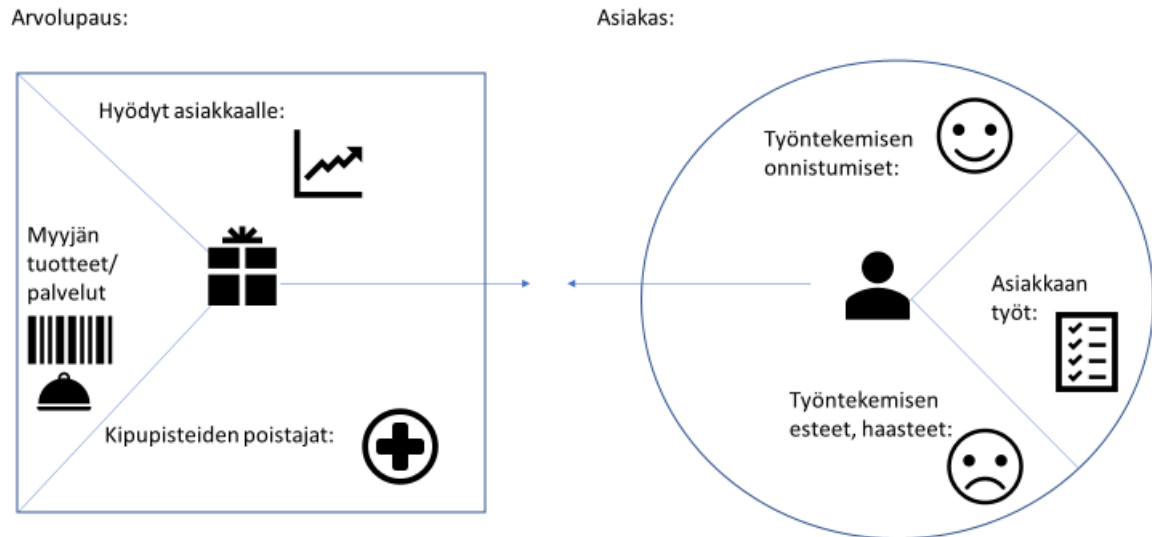 Arvolupaus:
Asiakas:
Hyödyt asiakkaalle:
Myyjän
tuotteet/
palvelut
Kipupisteiden poistajat:
Työntekemisen
onnistumiset:
Asiakkaan
työt:
Työntekemisen
esteet, haasteet: